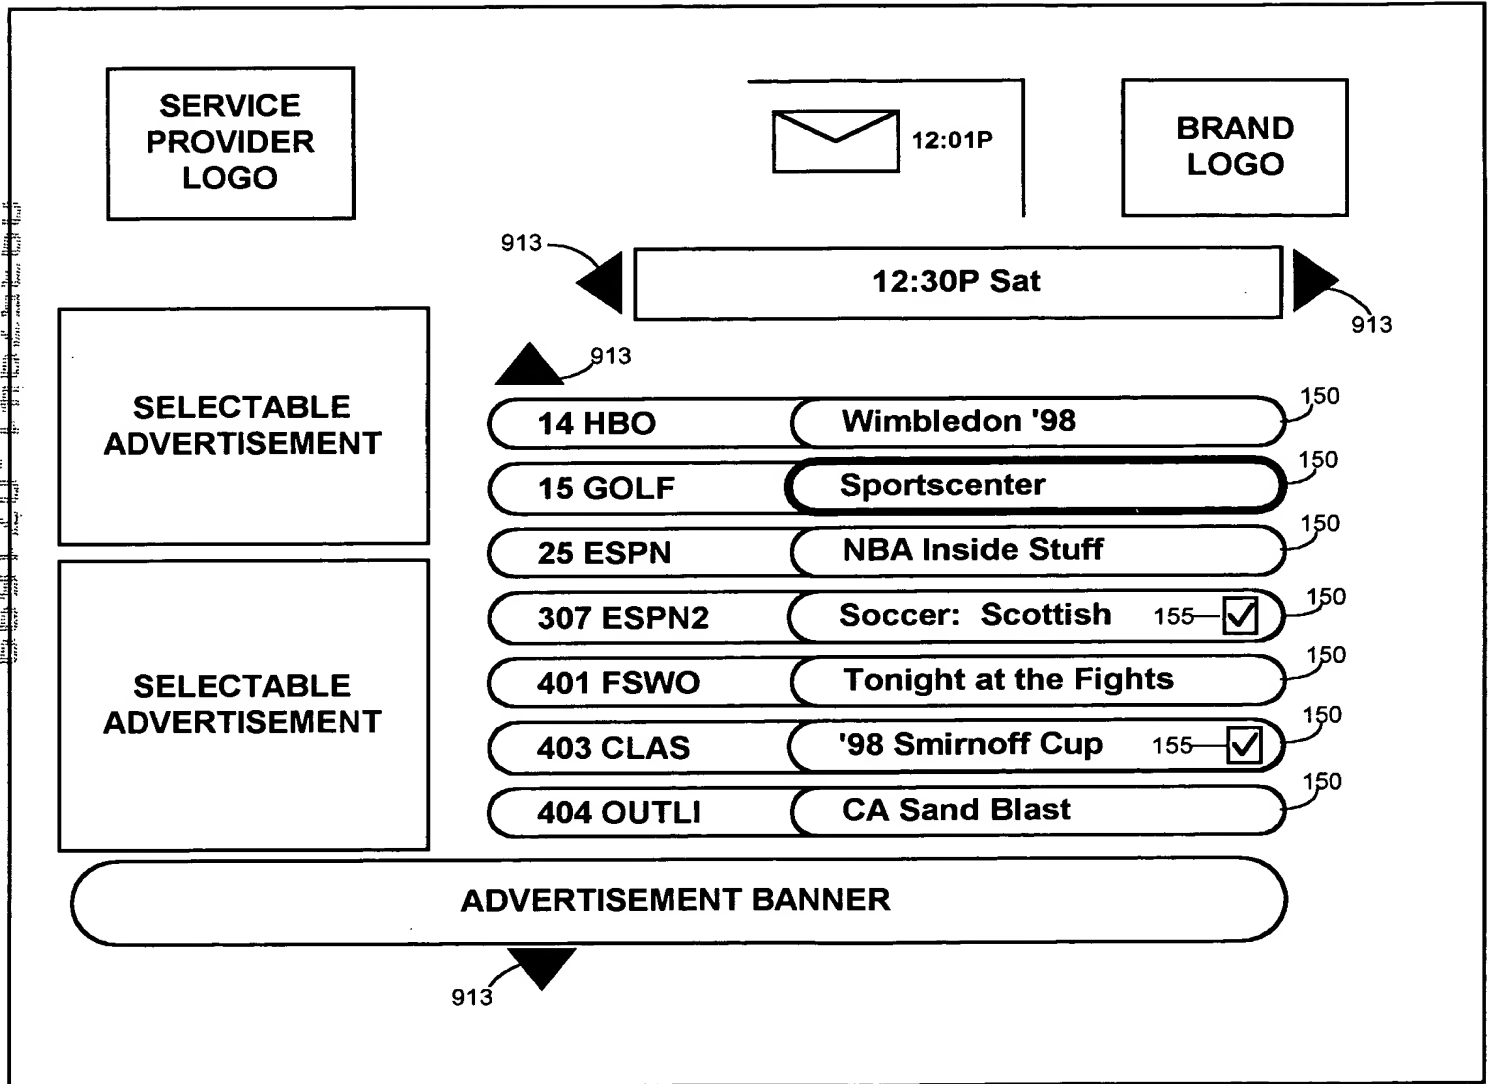 SERVICE
PROVIDER
LOGO
12:01P
BRAND
LOGO
913
12:30P Sat
913
913
SELECTABLE
ADVERTISEMENT
14 HBO Wimbledon '98 150
15 GOLF Sportscenter 150
25 ESPN NBA Inside Stuff 150
307 ESPN2 Soccer: Scottish 155 150
401 FSWO Tonight at the Fights 150
403 CLAS '98 Smirnoff Cup 155 150
404 OUTLI CA Sand Blast 150
SELECTABLE
ADVERTISEMENT
ADVERTISEMENT BANNER
913